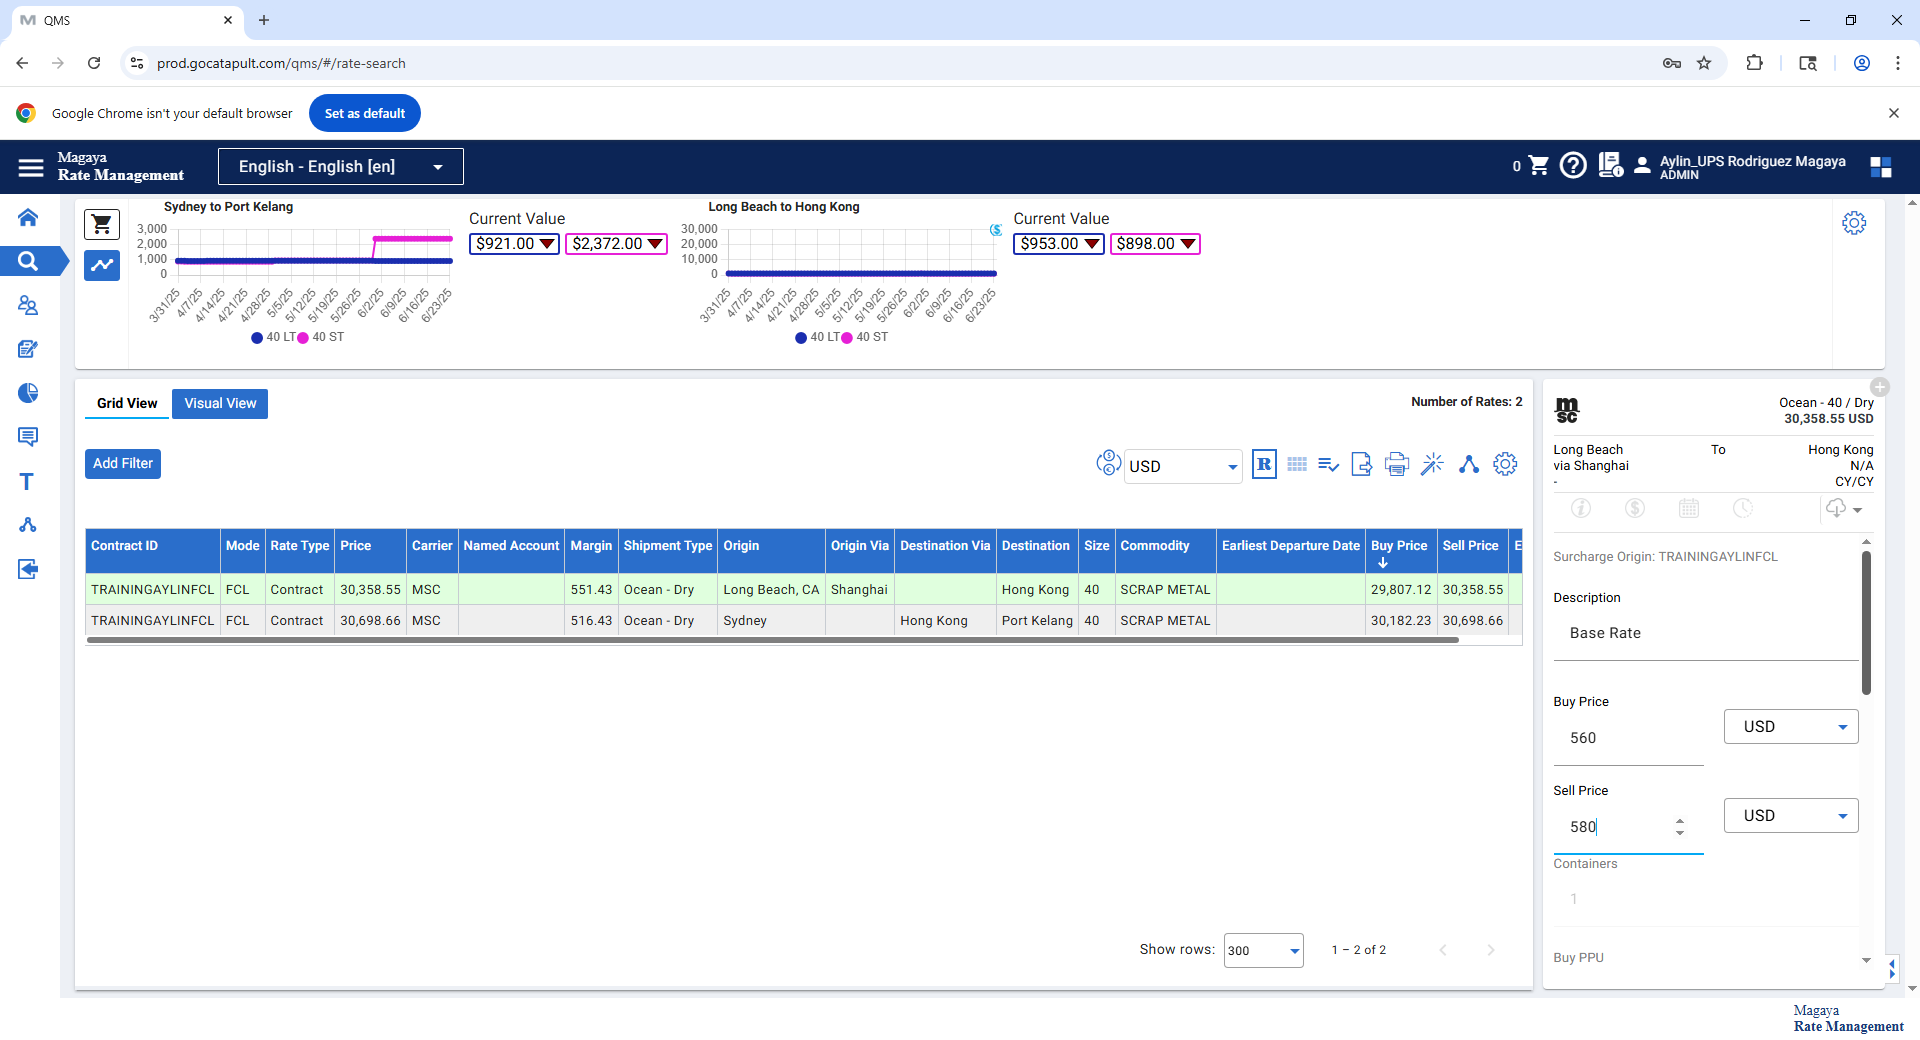 QMS
prod.gocatapult.com/qms/#/rate-search
Google Chrome isn't your default browser
Set as default
Magaya
Rate Management
English - English [en]
0
Aylin_UPS Rodriguez Magaya
ADMIN
Sydney to Port Kelang
3,000
2,000
1,000
0
3/31/25
4/7/25
4/14/25
4/21/25
4/28/25
5/5/25
5/12/25
5/19/25
5/26/25
6/2/25
6/9/25
6/16/25
6/23/25
40 LT
40 ST
Current Value
$921.00
$2,372.00
Long Beach to Hong Kong
30,000
20,000
10,000
0
3/31/25
4/7/25
4/14/25
4/21/25
4/28/25
5/5/25
5/12/25
5/19/25
5/26/25
6/2/25
6/9/25
6/16/25
6/23/25
40 LT
40 ST
Current Value
$953.00
$898.00
Grid View
Visual View
Number of Rates: 2
Add Filter
USD
R
Contract ID Mode Rate Type Price Carrier Named Account Margin Shipment Type Origin Origin Via Destination Via Destination Size Commodity Earliest Departure Date Buy Price Sell Price E
TRAININGAYLINFCL FCL Contract 30,358.55 MSC 551.43 Ocean - Dry Long Beach, CA Shanghai Hong Kong 40 SCRAP METAL 29,807.12 30,358.55
TRAININGAYLINFCL FCL Contract 30,698.66 MSC 516.43 Ocean - Dry Sydney Hong Kong Port Kelang 40 SCRAP METAL 30,182.23 30,698.66
Show rows: 300 1 – 2 of 2
msc
Ocean - 40 / Dry
30,358.55 USD
Long Beach To Hong Kong
via Shanghai N/A
- CY/CY
Surcharge Origin: TRAININGAYLINFCL
Description
Base Rate
Buy Price
560
USD
Sell Price
580
USD
Containers
1
Buy PPU
Magaya
Rate Management